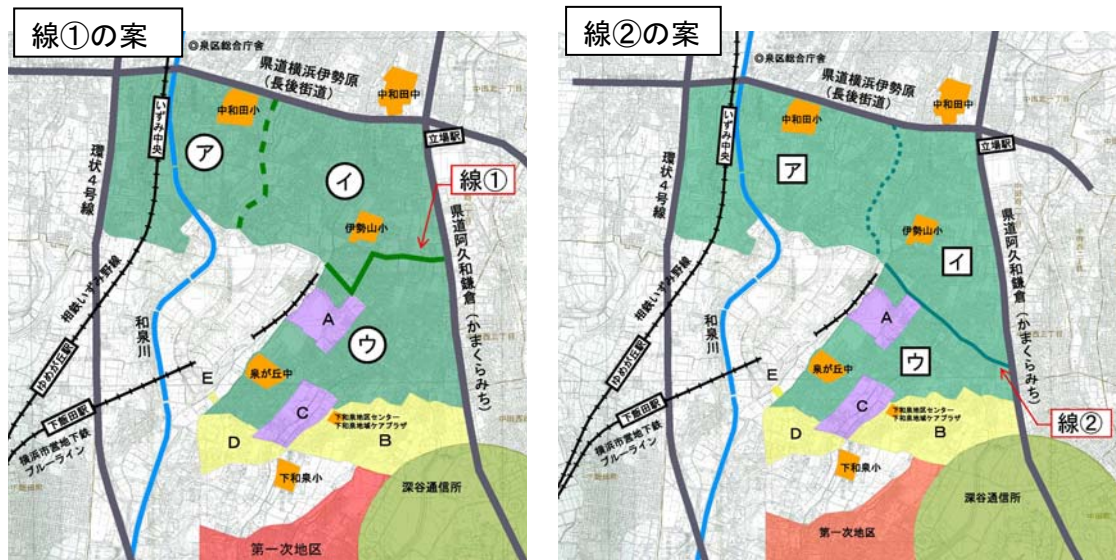 線①の案
◎泉区総合庁舎
県道横浜伊勢原
(長後街道)
中和田小
中和田中
いずみ中央
立場駅
ア
イ
環状4号線
伊勢山小
線①
県道阿久和鎌倉(かまくらみち)
相鉄いずみ野線
和泉川
A
ウ
ゆめが丘駅
泉が丘中
下飯田駅
E
C
下和泉地区センター
下和泉地域ケアプラザ
横浜市営地下鉄
ブルーライン
D
B
下和泉小
深谷通信所
第一次地区
線②の案
◎泉区総合庁舎
県道横浜伊勢原
(長後街道)
中和田小
中和田中
いずみ中央
立場駅
ア
環状4号線
伊勢山小
イ
県道阿久和鎌倉(かまくらみち)
相鉄いずみ野線
和泉川
A
ウ
ゆめが丘駅
泉が丘中
下飯田駅
E
C
下和泉地区センター
下和泉地域ケアプラザ
線②
横浜市営地下鉄
ブルーライン
D
B
下和泉小
深谷通信所
第一次地区